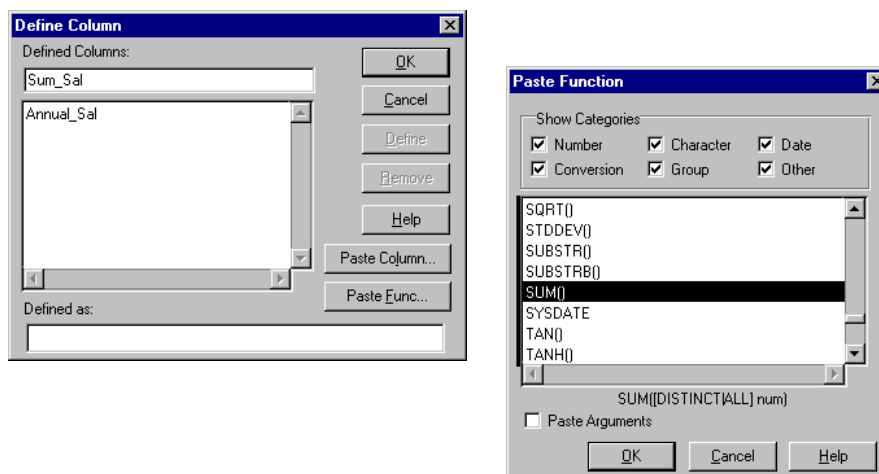 Define Column
Defined Columns:
Sum_Sal
Annual_Sal
OK
Cancel
Define
Remove
Help
Paste Column...
Paste Func...
Defined as:
Paste Function
Show Categories
Number Character Date
Conversion Group Other
SQRT()
STDDEV()
SUBSTR()
SUBSTRB()
SUM()
SYSDATE
TAN()
TANH()
SUM([DISTINCT|ALL] num)
Paste Arguments
OK Cancel Help